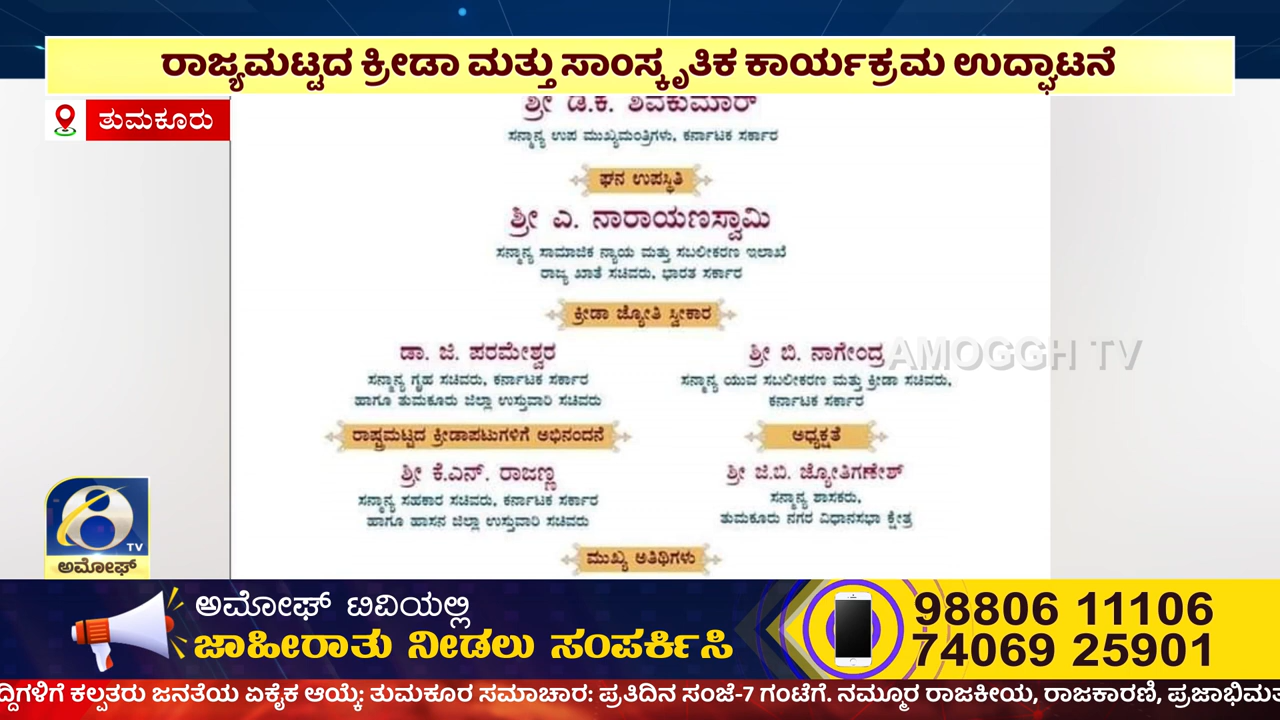 ರಾಜ್ಯಮಟ್ಟದ ಕ್ರೀಡಾ ಮತ್ತು ಸಾಂಸ್ಕೃತಿಕ ಕಾರ್ಯಕ್ರಮ ಉದ್ಘಾಟನೆ
ತುಮಕೂರು
ಶ್ರೀ ಡಿ.ಕೆ. ಶಿವಕುಮಾರ್
ಸನ್ಮಾನ್ಯ ಉಪ ಮುಖ್ಯಮಂತ್ರಿಗಳು, ಕರ್ನಾಟಕ ಸರ್ಕಾರ
ಘನ ಉಪಸ್ಥಿತಿ
ಶ್ರೀ ಎ. ನಾರಾಯಣಸ್ವಾಮಿ
ಸನ್ಮಾನ್ಯ ಸಾಮಾಜಿಕ ನ್ಯಾಯ ಮತ್ತು ಸಬಲೀಕರಣ ಇಲಾಖೆ
ರಾಜ್ಯ ಖಾತೆ ಸಚಿವರು, ಭಾರತ ಸರ್ಕಾರ
ಕ್ರೀಡಾ ಜ್ಯೋತಿ ಸ್ವೀಕಾರ
ಡಾ. ಜಿ. ಪರಮೇಶ್ವರ
ಸನ್ಮಾನ್ಯ ಗೃಹ ಸಚಿವರು, ಕರ್ನಾಟಕ ಸರ್ಕಾರ
ಹಾಗೂ ತುಮಕೂರು ಜಿಲ್ಲಾ ಉಸ್ತುವಾರಿ ಸಚಿವರು
ಶ್ರೀ ಬಿ. ನಾಗೇಂದ್ರ
ಸನ್ಮಾನ್ಯ ಯುವ ಸಬಲೀಕರಣ ಮತ್ತು ಕ್ರೀಡಾ ಸಚಿವರು,
ಕರ್ನಾಟಕ ಸರ್ಕಾರ
AMOGGH TV
ರಾಷ್ಟ್ರಮಟ್ಟದ ಕ್ರೀಡಾಪಟುಗಳಿಗೆ ಅಭಿನಂದನೆ
ಶ್ರೀ ಕೆ.ಎನ್. ರಾಜಣ್ಣ
ಸನ್ಮಾನ್ಯ ಸಹಕಾರ ಸಚಿವರು, ಕರ್ನಾಟಕ ಸರ್ಕಾರ
ಹಾಗೂ ಹಾಸನ ಜಿಲ್ಲಾ ಉಸ್ತುವಾರಿ ಸಚಿವರು
ಅಧ್ಯಕ್ಷತೆ
ಶ್ರೀ ಜಿ.ಬಿ. ಜ್ಯೋತಿಗಣೇಶ್
ಸನ್ಮಾನ್ಯ ಶಾಸಕರು,
ತುಮಕೂರು ನಗರ ವಿಧಾನಸಭಾ ಕ್ಷೇತ್ರ
ಮುಖ್ಯ ಅತಿಥಿಗಳು
TV
ಅಮೋಘ್
ಅಮೋಘ್ ಟಿವಿಯಲ್ಲಿ
ಜಾಹೀರಾತು ನೀಡಲು ಸಂಪರ್ಕಿಸಿ
98806 11106
74069 25901
ದ್ದಿಗಳಿಗೆ ಕಲ್ಪತರು ಜನತೆಯ ಏಕೈಕ ಆಯ್ಕೆ: ತುಮಕೂರ ಸಮಾಚಾರ: ಪ್ರತಿದಿನ ಸಂಜೆ-7 ಗಂಟೆಗೆ. ನಮ್ಮೂರ ರಾಜಕೀಯ, ರಾಜಕಾರಣಿ, ಪ್ರಜಾಭಿಮತ